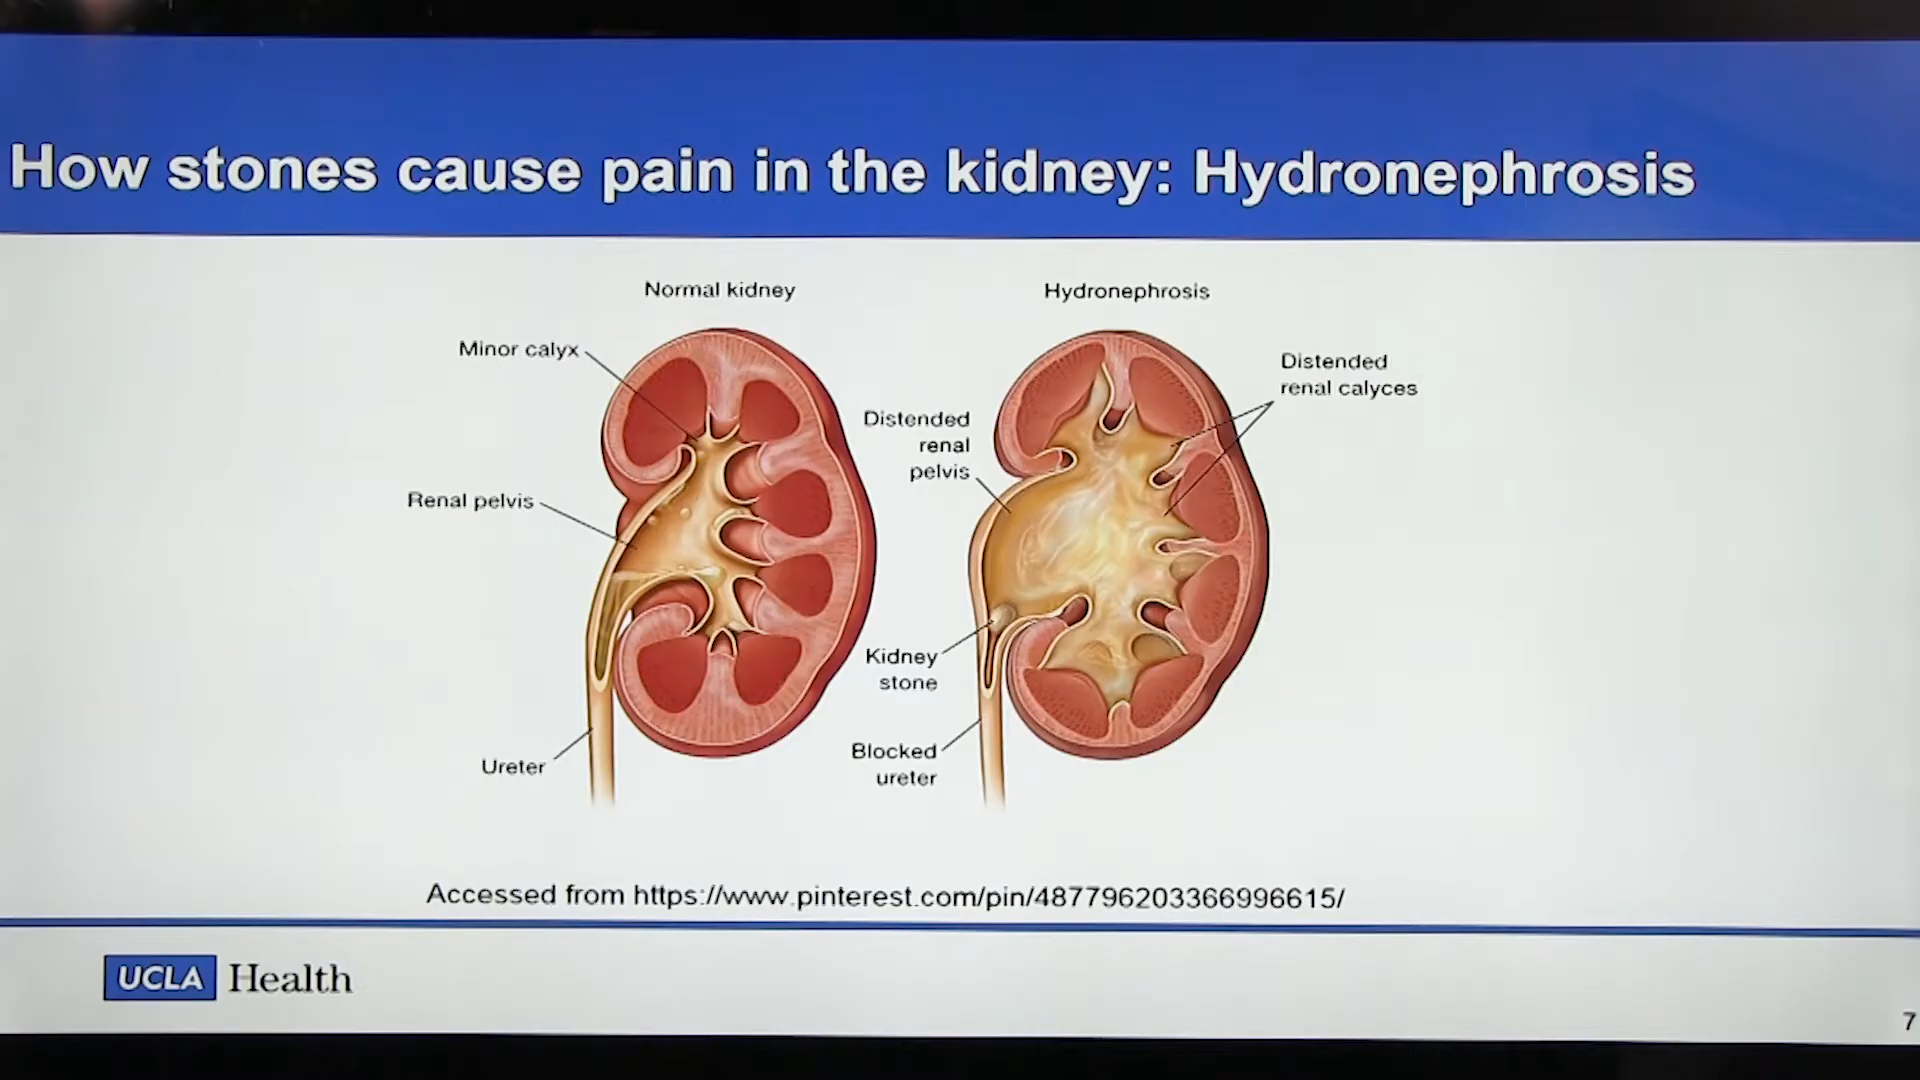 How stones cause pain in the kidney: Hydronephrosis
Normal kidney
Minor calyx
Renal pelvis
Ureter
Hydronephrosis
Distended
renal calyces
Distended
renal
pelvis
Kidney
stone
Blocked
ureter
Accessed from https://www.pinterest.com/pin/487796203366996615/
UCLA Health
7